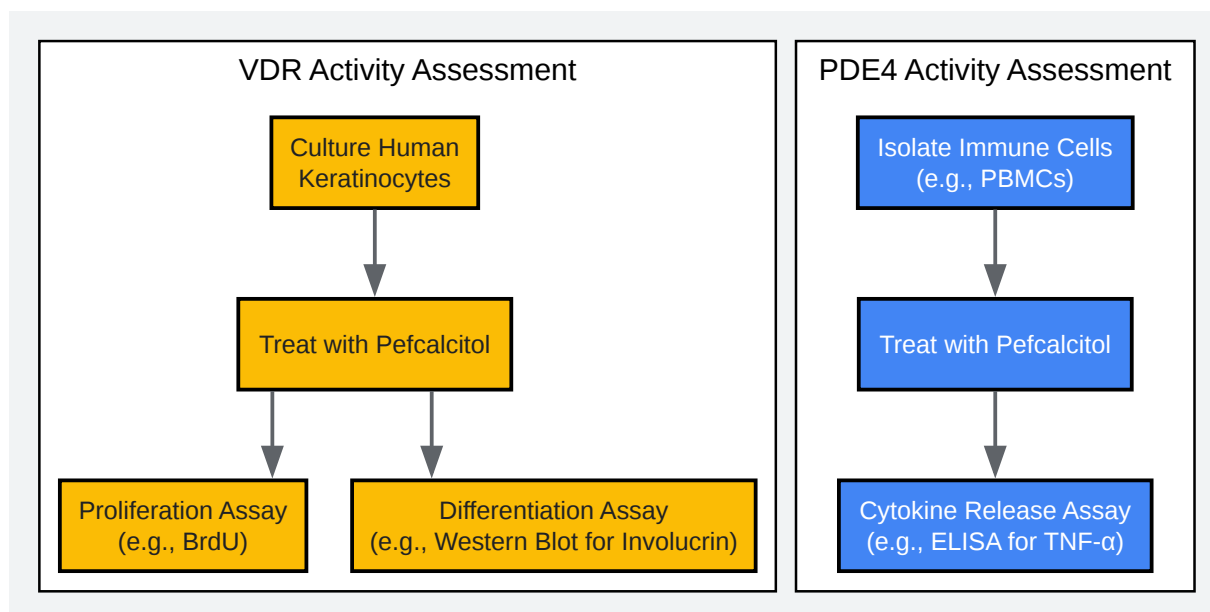 VDR Activity Assessment
Culture Human
Keratinocytes
Treat with Pefcalcitol
Proliferation Assay
(e.g., BrdU)
Differentiation Assay
(e.g., Western Blot for Involucrin)
PDE4 Activity Assessment
Isolate Immune Cells
(e.g., PBMCs)
Treat with Pefcalcitol
Cytokine Release Assay
(e.g., ELISA for TNF-α)